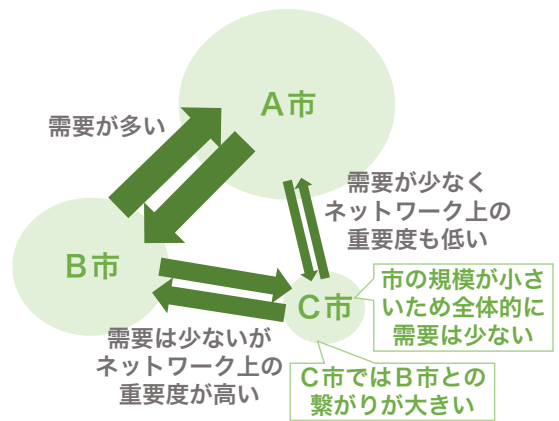 A市
需要が多い
需要が少なく
ネットワーク上の
重要度も低い
B市
C市
市の規模が小さ
いため全体的に
需要は少ない
需要は少ないが
ネットワーク上の
重要度が高い
C市ではB市との
繋がりが大きい